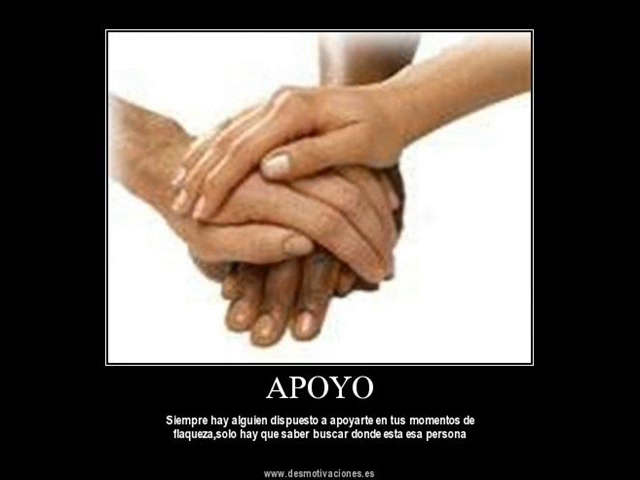 APOYO
Siempre hay alguien dispuesto a apoyarte en tus momentos de
flaqueza,solo hay que saber buscar donde esta esa persona
www.desmotivaciones.es